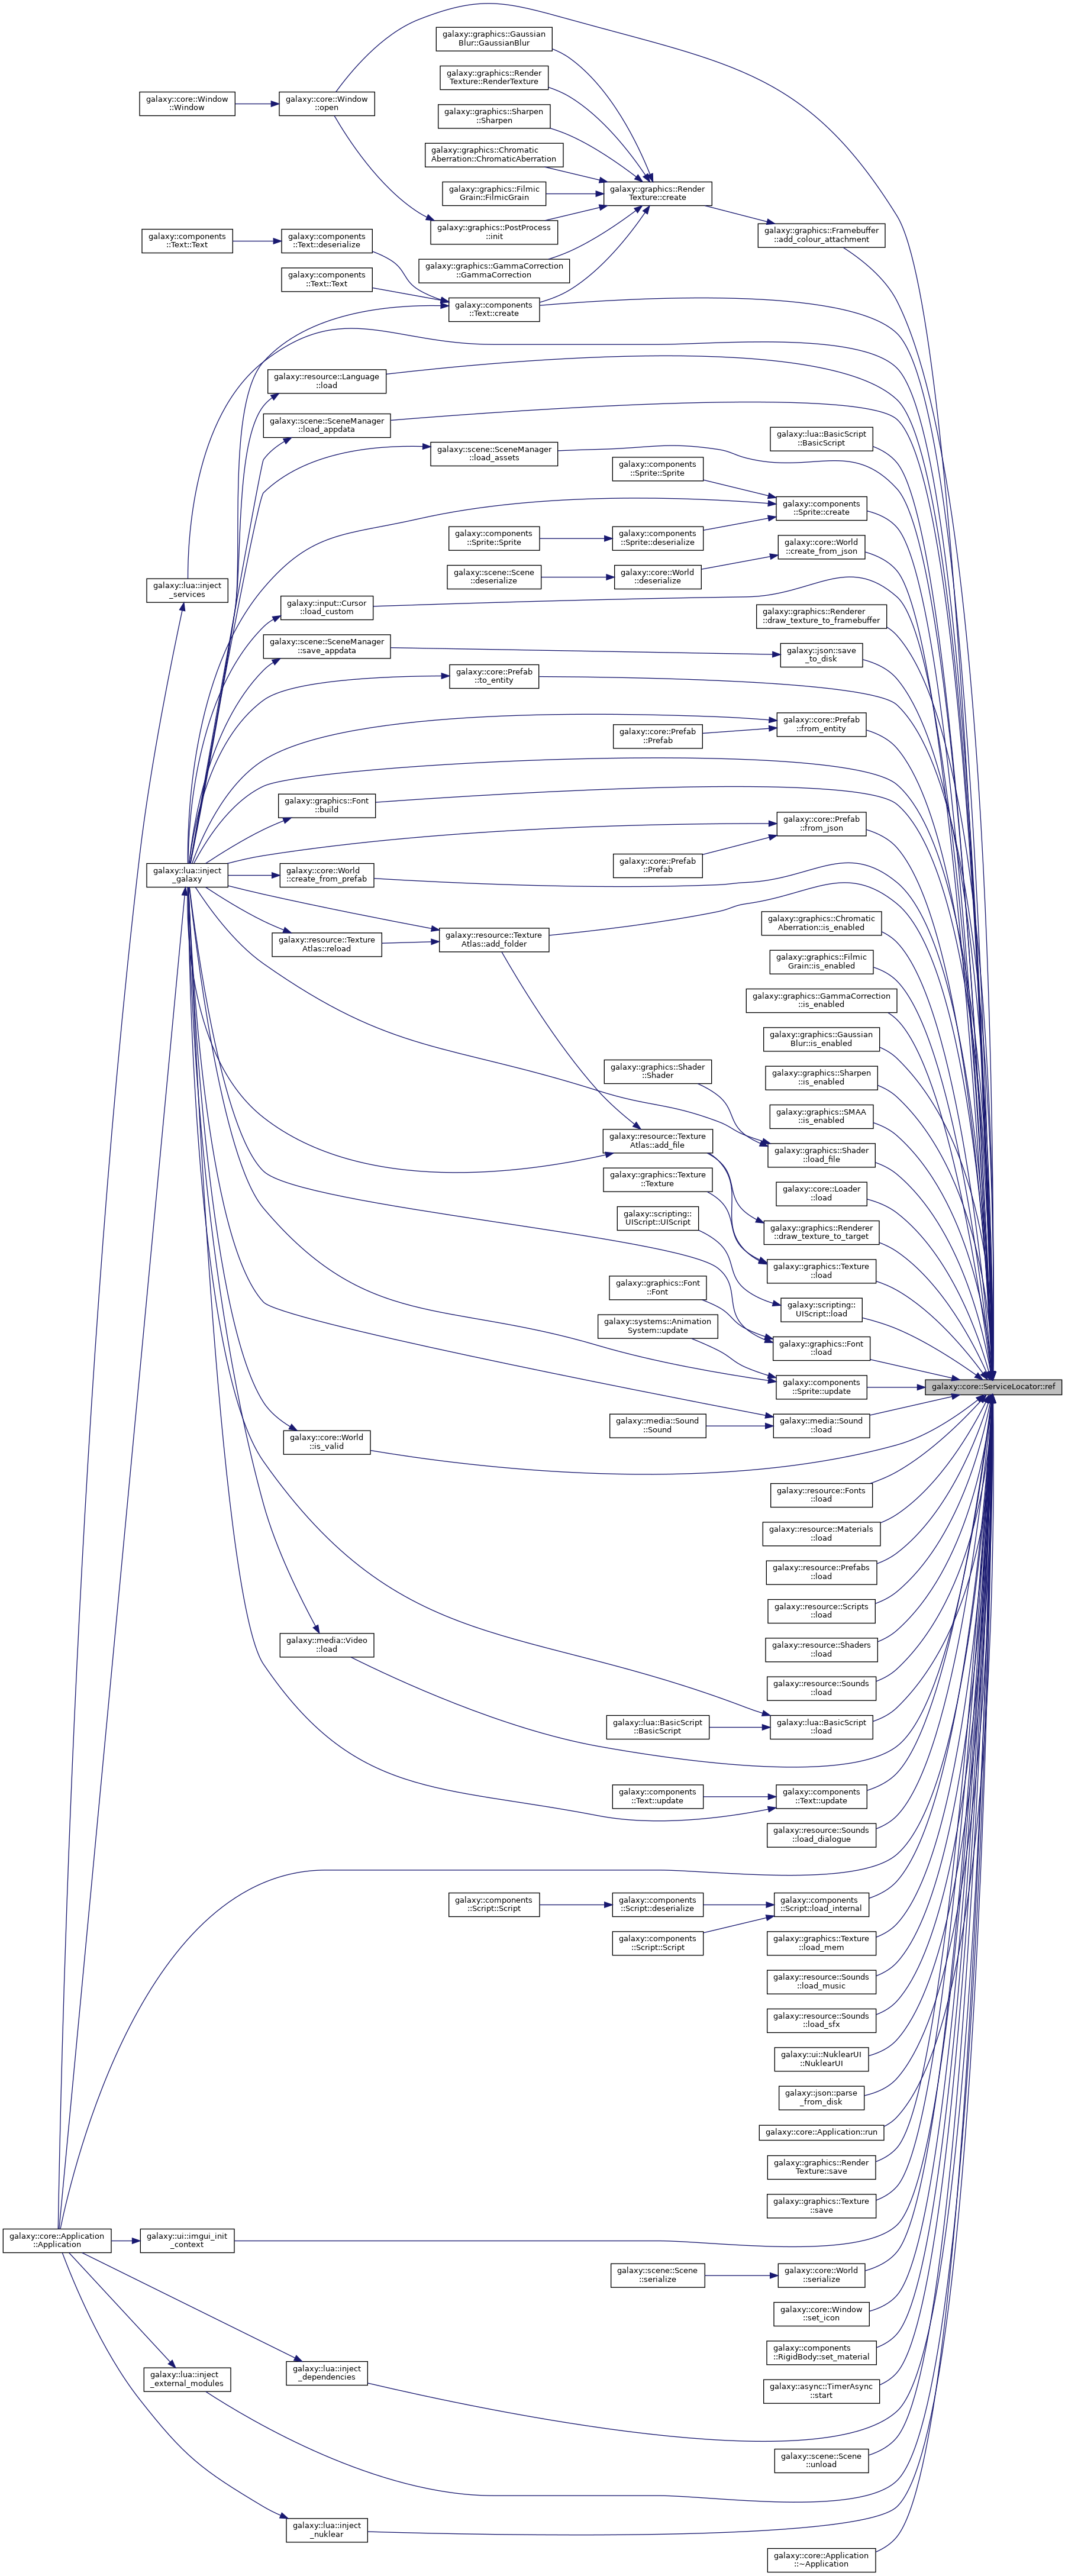 galaxy::graphics::Gaussian
Blur::GaussianBlur
galaxy::graphics::Render
Texture::RenderTexture
galaxy::core::Window
::Window
galaxy::core::Window
::open
galaxy::graphics::Sharpen
::Sharpen
galaxy::graphics::Chromatic
Aberration::ChromaticAberration
galaxy::graphics::Filmic
Grain::FilmicGrain
galaxy::graphics::Render
Texture::create
galaxy::graphics::PostProcess
::init
galaxy::graphics::Framebuffer
::add_colour_attachment
galaxy::components
::Text::Text
galaxy::components
::Text::deserialize
galaxy::graphics::GammaCorrection
::GammaCorrection
galaxy::components
::Text::Text
galaxy::components
::Text::create
galaxy::resource::Language
::load
galaxy::scene::SceneManager
::load_appdata
galaxy::lua::BasicScript
::BasicScript
galaxy::scene::SceneManager
::load_assets
galaxy::components
::Sprite::Sprite
galaxy::components
::Sprite::create
galaxy::components
::Sprite::Sprite
galaxy::components
::Sprite::deserialize
galaxy::core::World
::create_from_json
galaxy::scene::Scene
::deserialize
galaxy::core::World
::deserialize
galaxy::lua::inject
_services
galaxy::input::Cursor
::load_custom
galaxy::graphics::Renderer
::draw_texture_to_framebuffer
galaxy::scene::SceneManager
::save_appdata
galaxy::json::save
_to_disk
galaxy::core::Prefab
::to_entity
galaxy::core::Prefab
::from_entity
galaxy::core::Prefab
::Prefab
galaxy::graphics::Font
::build
galaxy::core::Prefab
::from_json
galaxy::core::Prefab
::Prefab
galaxy::lua::inject
_galaxy
galaxy::core::World
::create_from_prefab
galaxy::graphics::Chromatic
Aberration::is_enabled
galaxy::resource::Texture
Atlas::reload
galaxy::resource::Texture
Atlas::add_folder
galaxy::graphics::Filmic
Grain::is_enabled
galaxy::graphics::GammaCorrection
::is_enabled
galaxy::graphics::Gaussian
Blur::is_enabled
galaxy::graphics::Shader
::Shader
galaxy::graphics::Sharpen
::is_enabled
galaxy::graphics::SMAA
::is_enabled
galaxy::resource::Texture
Atlas::add_file
galaxy::graphics::Shader
::load_file
galaxy::graphics::Texture
::Texture
galaxy::core::Loader
::load
galaxy::scripting::
UIScript::UIScript
galaxy::graphics::Renderer
::draw_texture_to_target
galaxy::graphics::Texture
::load
galaxy::graphics::Font
::Font
galaxy::scripting::
UIScript::load
galaxy::systems::Animation
System::update
galaxy::graphics::Font
::load
galaxy::components
::Sprite::update
galaxy::core::ServiceLocator::ref
galaxy::media::Sound
::Sound
galaxy::media::Sound
::load
galaxy::core::World
::is_valid
galaxy::resource::Fonts
::load
galaxy::resource::Materials
::load
galaxy::resource::Prefabs
::load
galaxy::resource::Scripts
::load
galaxy::media::Video
::load
galaxy::resource::Shaders
::load
galaxy::resource::Sounds
::load
galaxy::lua::BasicScript
::BasicScript
galaxy::lua::BasicScript
::load
galaxy::components
::Text::update
galaxy::components
::Text::update
galaxy::resource::Sounds
::load_dialogue
galaxy::components
::Script::Script
galaxy::components
::Script::deserialize
galaxy::components
::Script::load_internal
galaxy::components
::Script::Script
galaxy::graphics::Texture
::load_mem
galaxy::resource::Sounds
::load_music
galaxy::resource::Sounds
::load_sfx
galaxy::ui::NuklearUI
::NuklearUI
galaxy::json::parse
_from_disk
galaxy::core::Application::run
galaxy::graphics::Render
Texture::save
galaxy::graphics::Texture
::save
galaxy::core::Application
::Application
galaxy::ui::imgui_init
_context
galaxy::scene::Scene
::serialize
galaxy::core::World
::serialize
galaxy::core::Window
::set_icon
galaxy::components
::RigidBody::set_material
galaxy::lua::inject
_external_modules
galaxy::lua::inject
_dependencies
galaxy::async::TimerAsync
::start
galaxy::scene::Scene
::unload
galaxy::lua::inject
_nuklear
galaxy::core::Application
::~Application